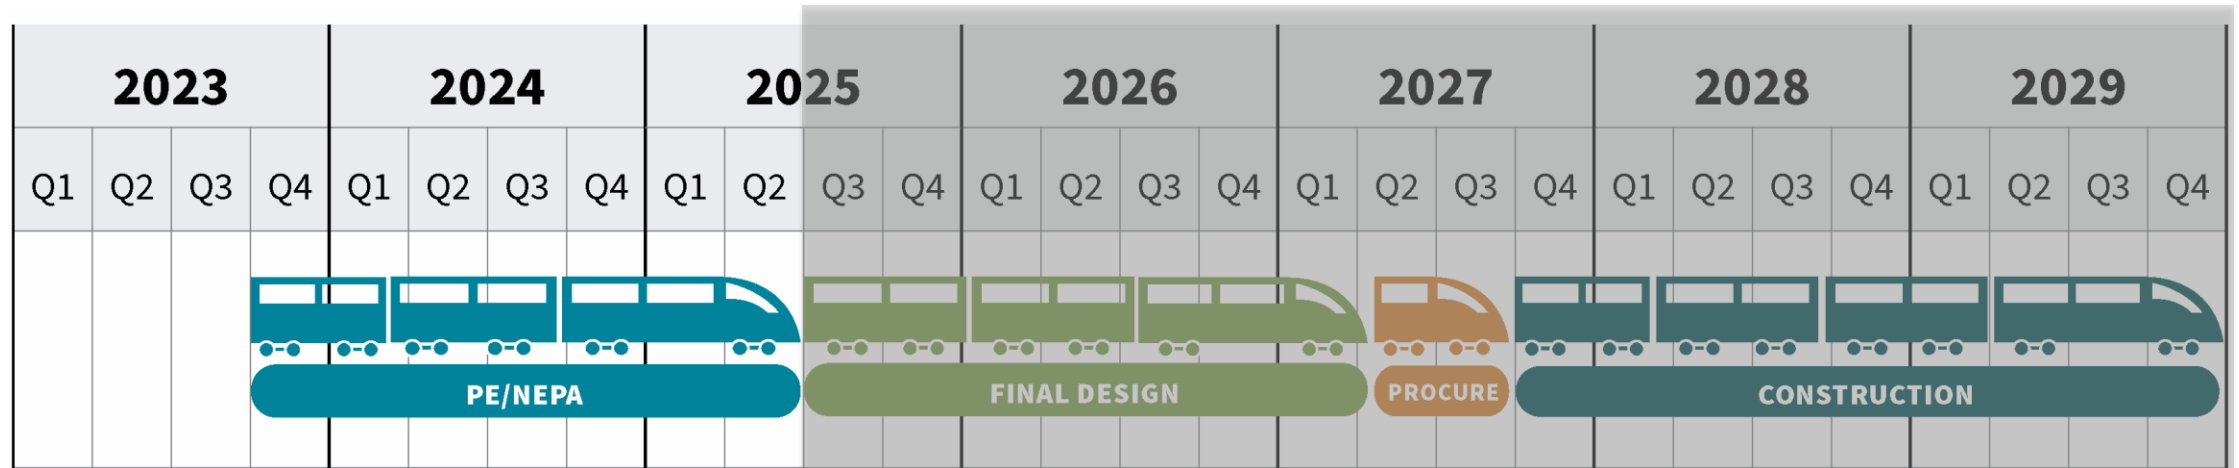 2023 2024 2025 2026 2027 2028 2029
Q1 Q2 Q3 Q4 Q1 Q2 Q3 Q4 Q1 Q2 Q3 Q4 Q1 Q2 Q3 Q4 Q1 Q2 Q3 Q4 Q1 Q2 Q3 Q4 Q1 Q2 Q3 Q4
PE/NEPA FINAL DESIGN PROCURE CONSTRUCTION